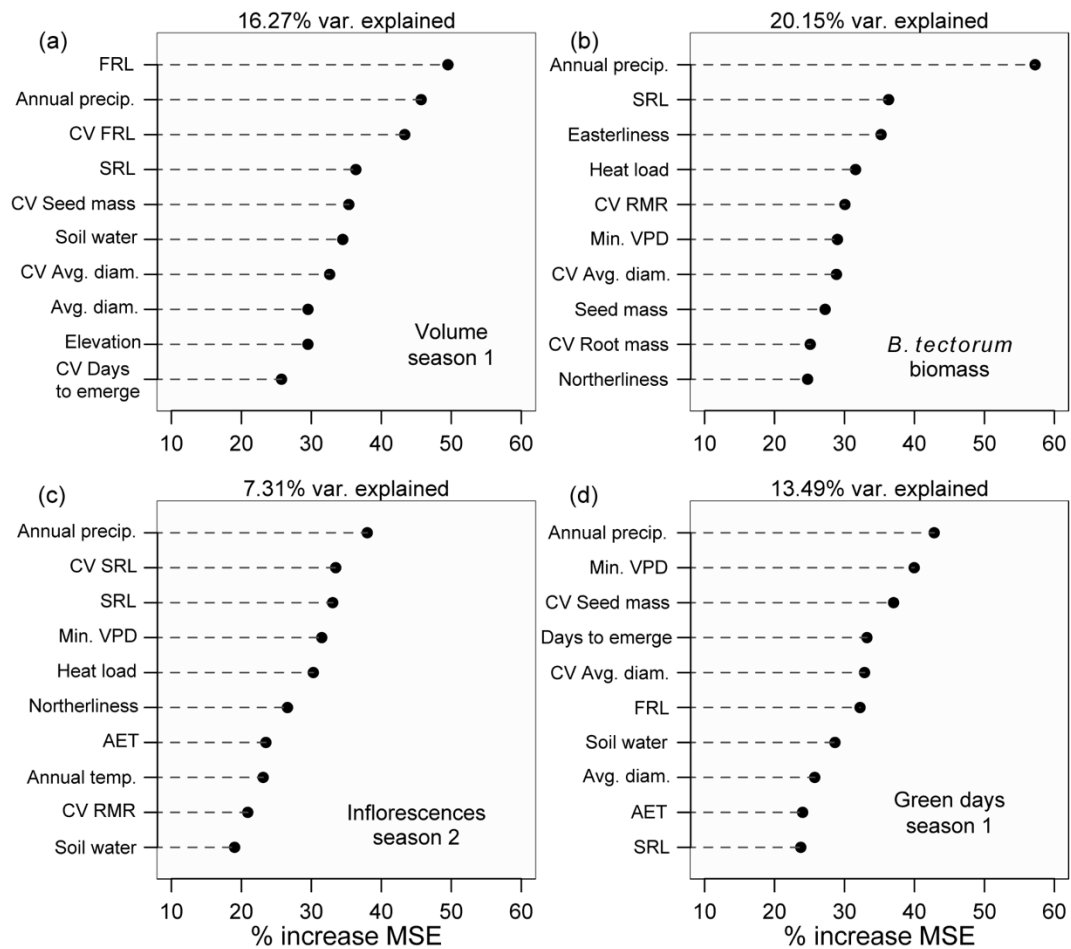 16.27% var. explained
(a)
FRL
Annual precip.
CV FRL
SRL
CV Seed mass
Soil water
CV Avg. diam.
Avg. diam.
Elevation
CV Days
to emerge
Volume
season 1
10 20 30 40 50 60
20.15% var. explained
(b)
Annual precip.
SRL
Easterliness
Heat load
CV RMR
Min. VPD
CV Avg. diam.
Seed mass
CV Root mass
Northerliness
B. tectorum
biomass
10 20 30 40 50 60
7.31% var. explained
(c)
Annual precip.
CV SRL
SRL
Min. VPD
Heat load
Northerliness
AET
Annual temp.
CV RMR
Soil water
Inflorescences
season 2
10 20 30 40 50 60
% increase MSE
13.49% var. explained
(d)
Annual precip.
Min. VPD
CV Seed mass
Days to emerge
CV Avg. diam.
FRL
Soil water
Avg. diam.
AET
SRL
Green days
season 1
10 20 30 40 50 60
% increase MSE